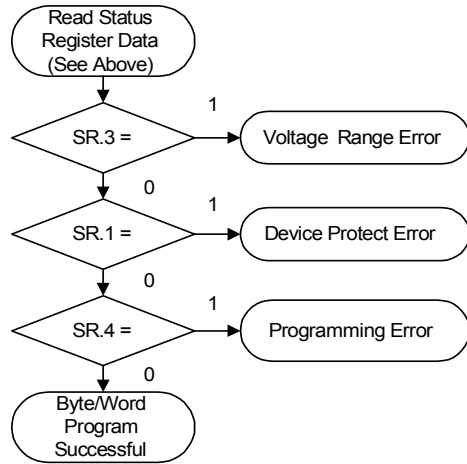 Read Status
Register Data
(See Above)
1
SR.3 =
Voltage Range Error
0
1
SR.1 =
Device Protect Error
0
1
SR.4 =
Programming Error
0
Byte/Word
Program
Successful